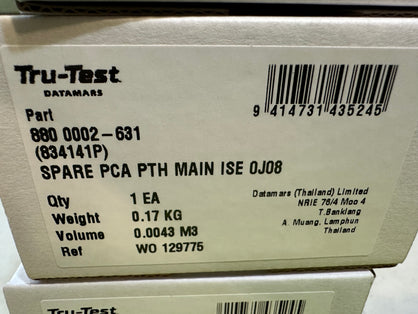 Tru-Test
DATAMARS
9 414731 435245
Part
880 0002-631
(834141P)
SPARE PCA PTH MAIN ISE 0J08
Qty 1 EA
Weight 0.17 KG
Volume 0.0043 M3
Ref WO 129775
Datamars (Thailand) Limited
NRIE 76/4 Moo 4
T.Banklang
A. Muang, Lamphun
Thailand
Tru-Test